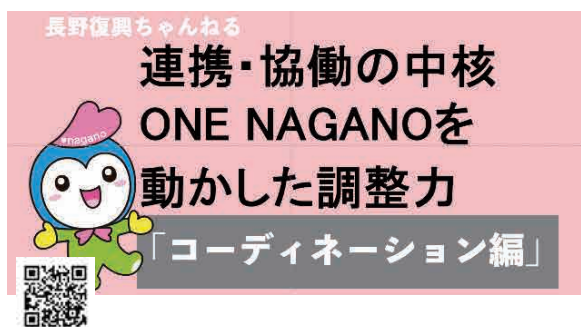 長野復興ちゃんねる
連携・協働の中核
ONE NAGANOを
動かした調整力
「コーディネーション編」
♥nagano